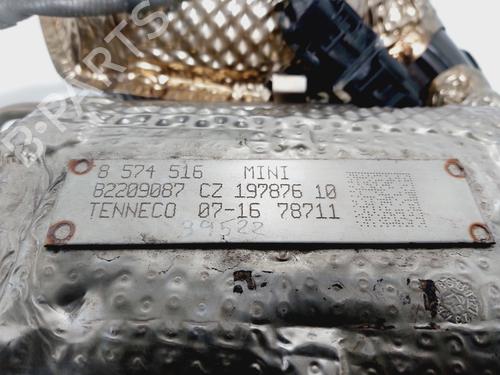 8 574 516 MINI
82209087 CZ 197876 10
TENNECO 07-16 78711
39522
B-PARTS